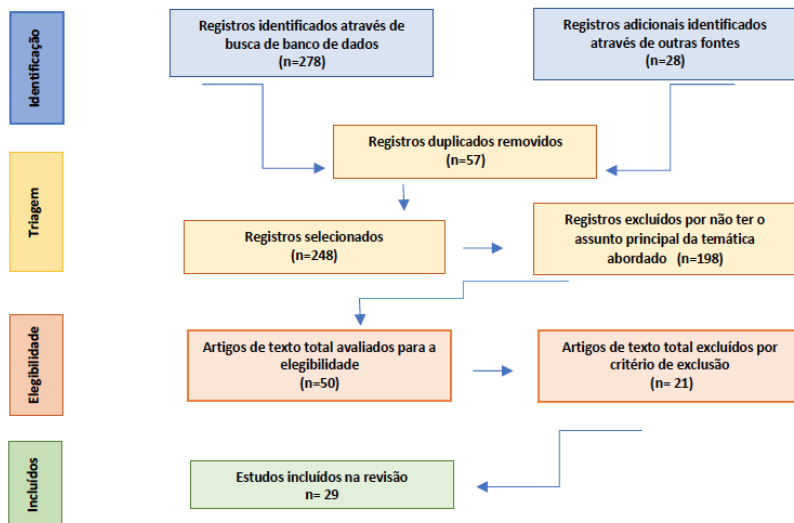 Identificação
Registros identificados através de
busca de banco de dados
(n=278)
Registros adicionais identificados
através de outras fontes
(n=28)
Registros duplicados removidos
(n=57)
Triagem
Registros selecionados
(n=248)
Registros excluídos por não ter o
assunto principal da temática
abordado (n=198)
Elegibilidade
Artigos de texto total avaliados para a
elegibilidade
(n=50)
Artigos de texto total excluídos por
critério de exclusão
(n= 21)
Incluídos
Estudos incluídos na revisão
n= 29